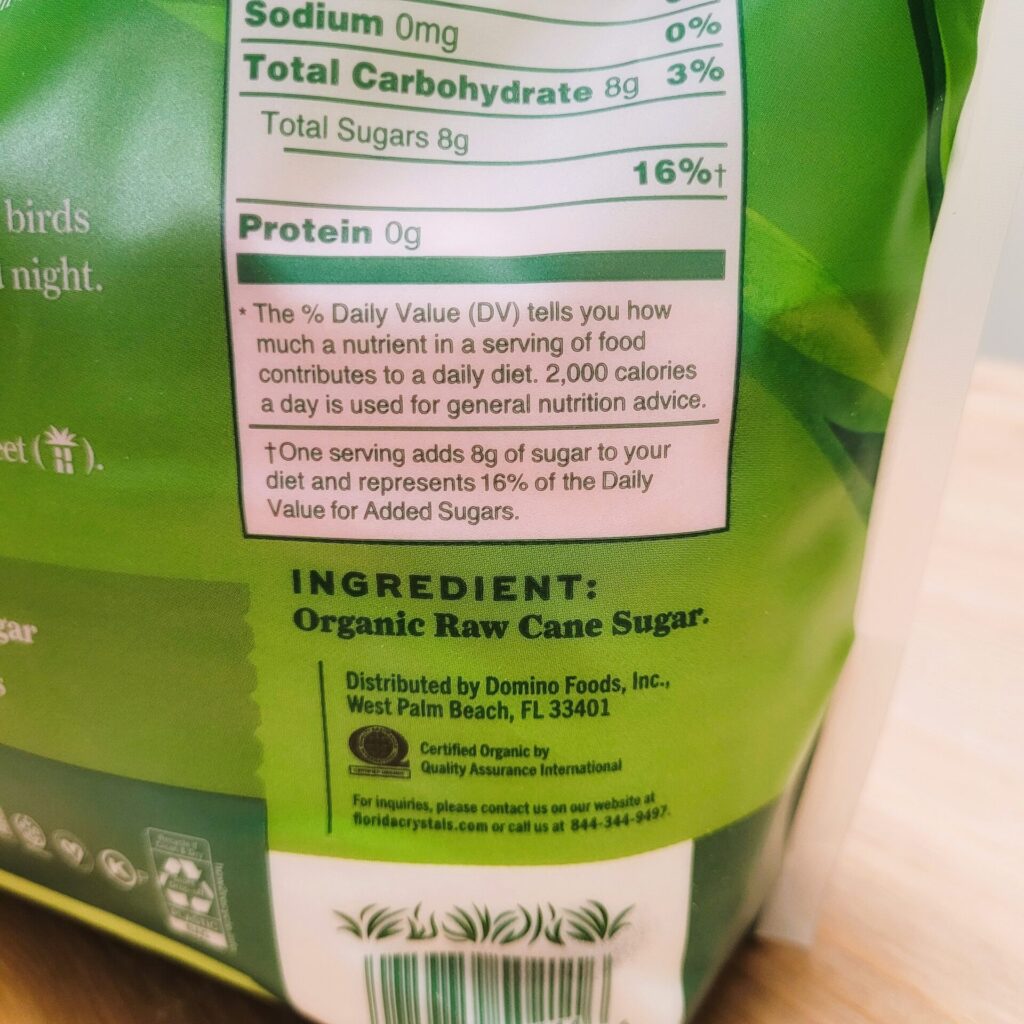 Sodium 0mg 0%
Total Carbohydrate 8g 3%
Total Sugars 8g
16%†
Protein 0g
* The % Daily Value (DV) tells you how
much a nutrient in a serving of food
contributes to a daily diet. 2,000 calories
a day is used for general nutrition advice.
†One serving adds 8g of sugar to your
diet and represents 16% of the Daily
Value for Added Sugars.
INGREDIENT:
Organic Raw Cane Sugar.
Distributed by Domino Foods, Inc.,
West Palm Beach, FL 33401
Certified Organic by
Quality Assurance International
For inquiries, please contact us on our website at
floridacrystals.com or call us at 844-344-9497.
birds
night.
K
PLASTIC